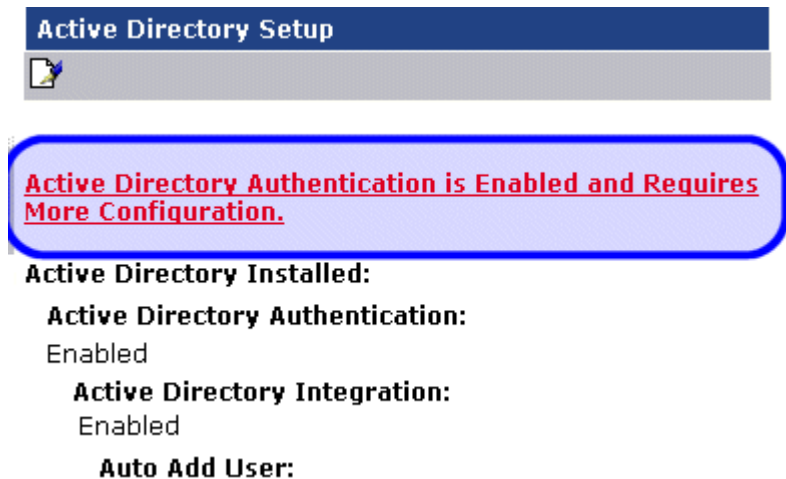 Active Directory Setup
Active Directory Authentication is Enabled and Requires
More Configuration.
Active Directory Installed:
Active Directory Authentication:
Enabled
Active Directory Integration:
Enabled
Auto Add User: